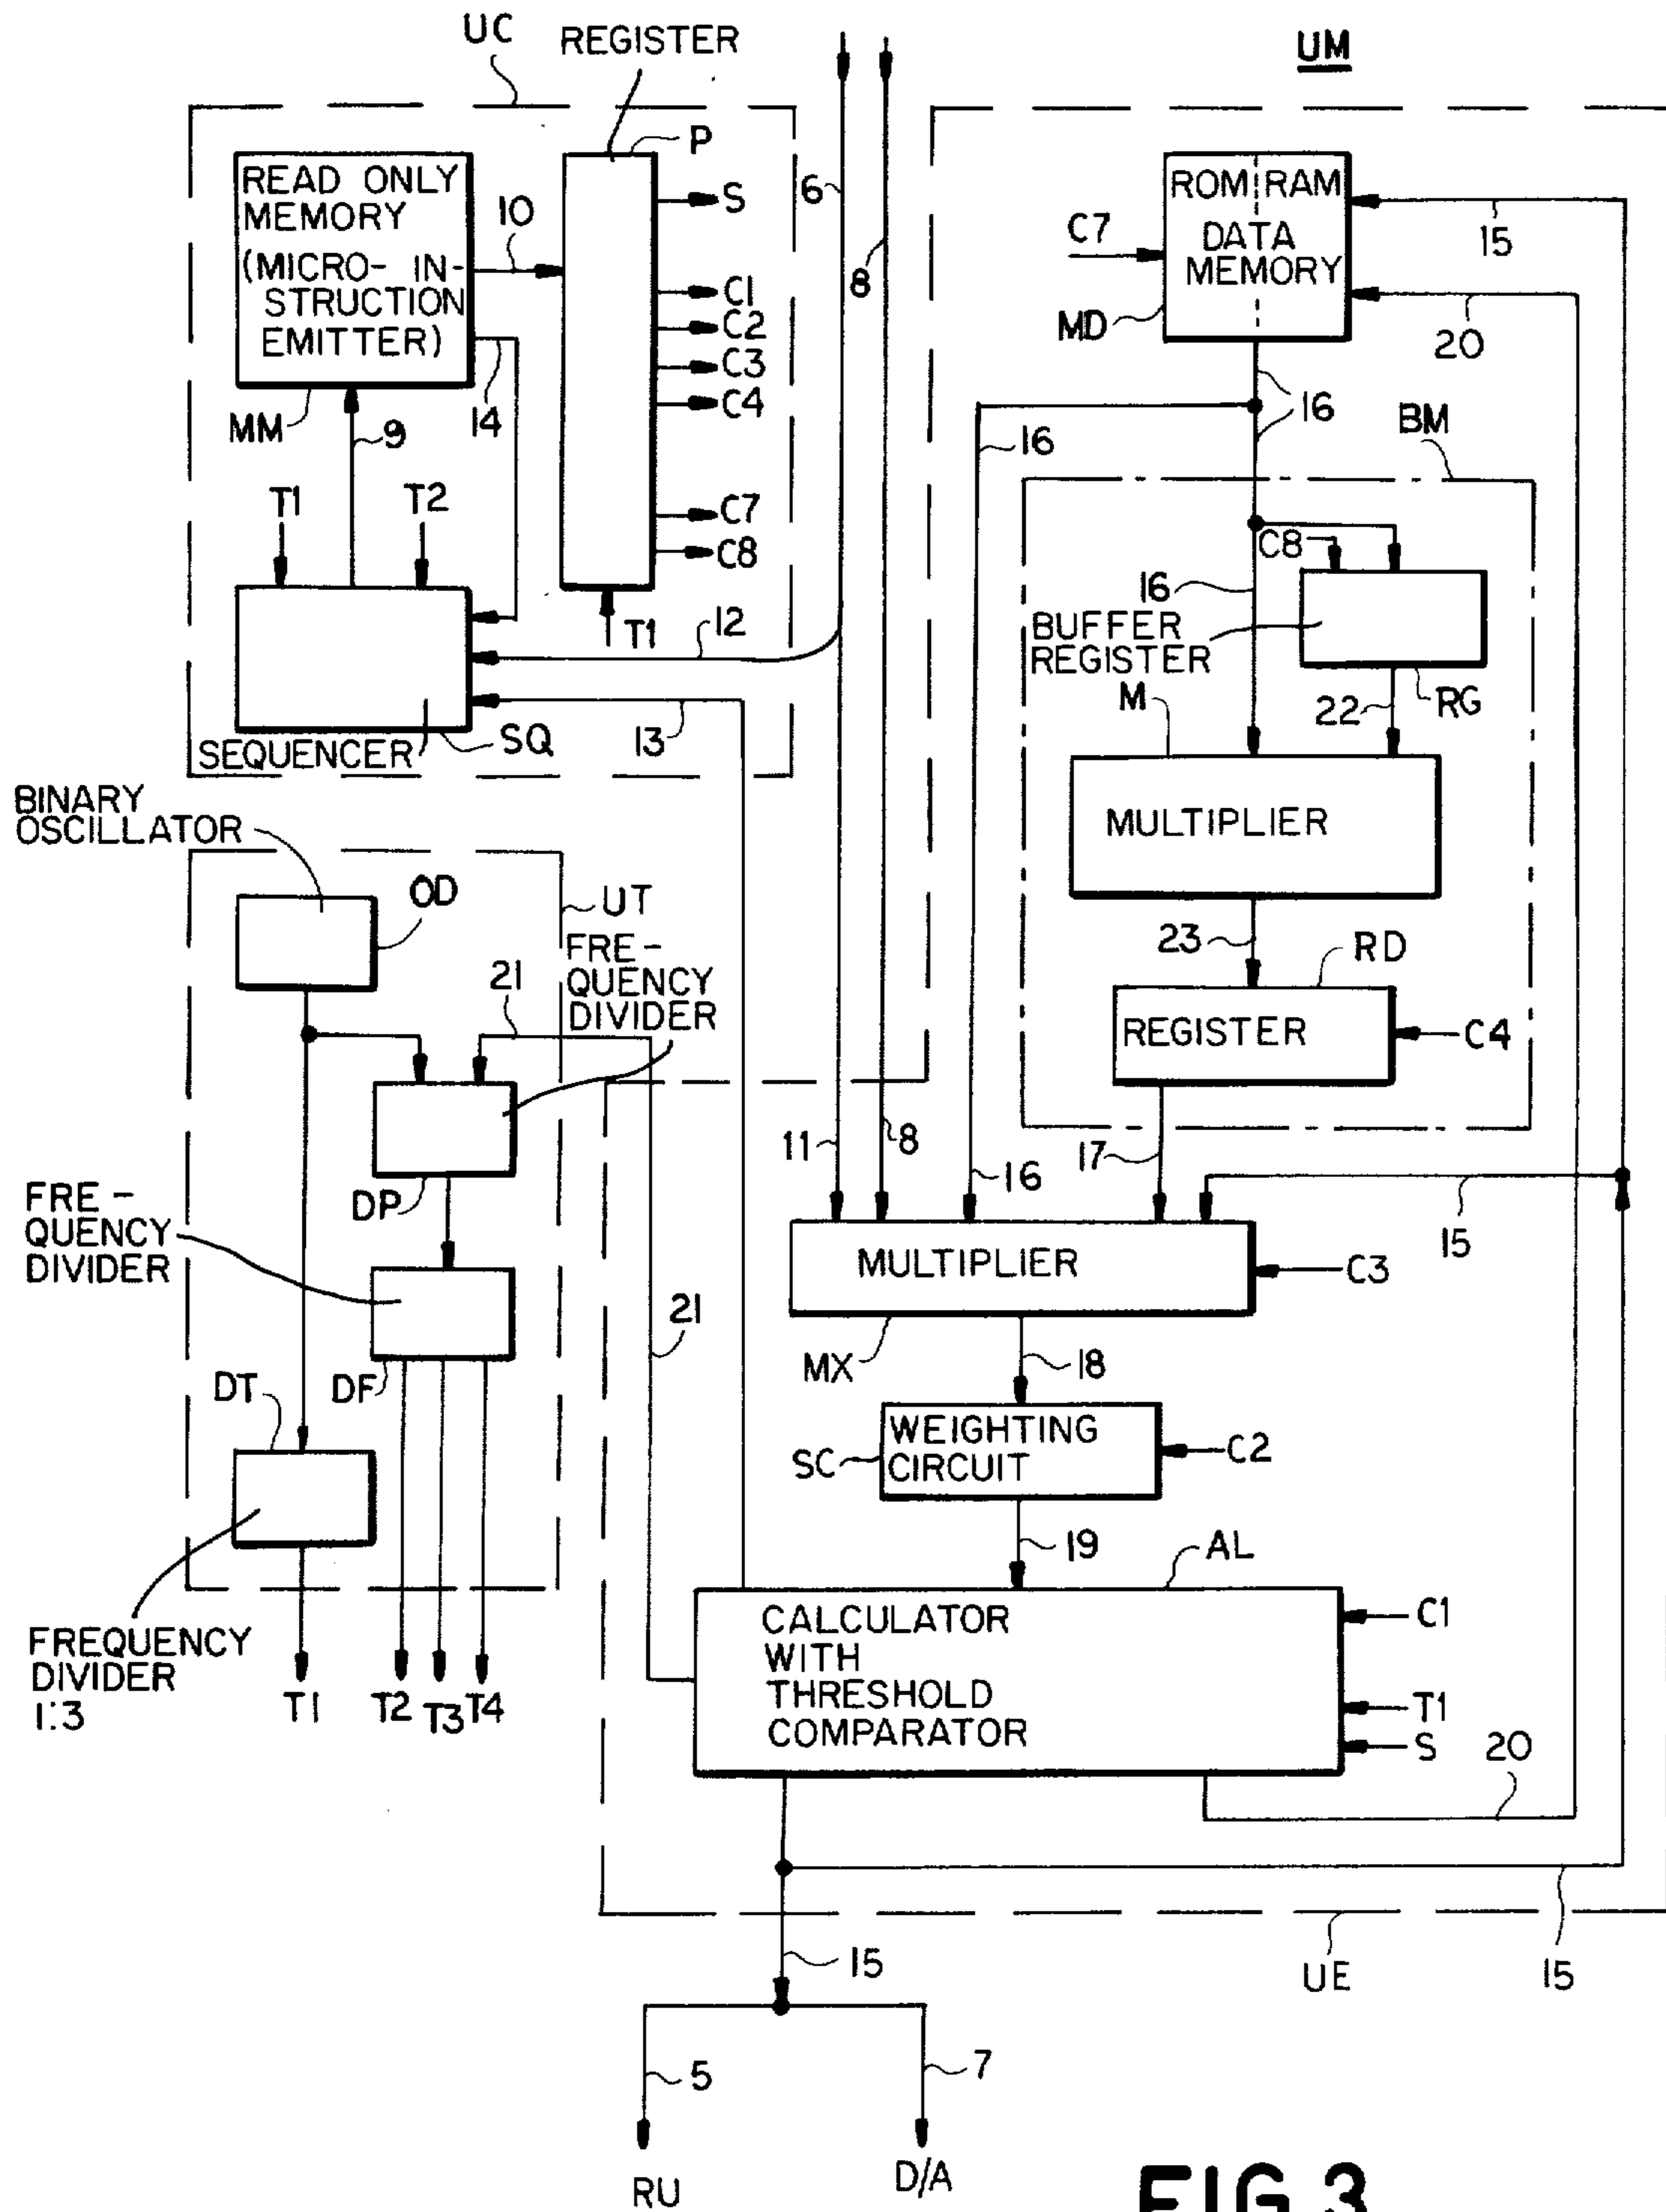 UC
REGISTER
UM
P
READ ONLY
MEMORY
(MICRO- IN-
STRUCTION
EMITTER)
10
S
C1
C2
C3
C4
C7
C8
6
8
ROM RAM
DATA
MEMORY
C7
MD
15
20
MM
9
14
T1
T2
T1
12
13
SEQUENCER
SQ
16
16
16
BM
C8
16
BUFFER
REGISTER
M
22
RG
MULTIPLIER
23
RD
REGISTER
C4
BINARY
OSCILLATOR
OD
UT
21
FRE-
QUENCY
DIVIDER
DP
FRE-
QUENCY
DIVIDER
DF
DT
21
FREQUENCY
DIVIDER
1:3
T1
T2
T3
T4
11
8
16
17
15
MULTIPLIER
C3
MX
18
SC
WEIGHTING
CIRCUIT
C2
19
AL
CALCULATOR
WITH
THRESHOLD
COMPARATOR
C1
T1
S
20
15
UE
15
5
7
RU
D/A
FIG.3